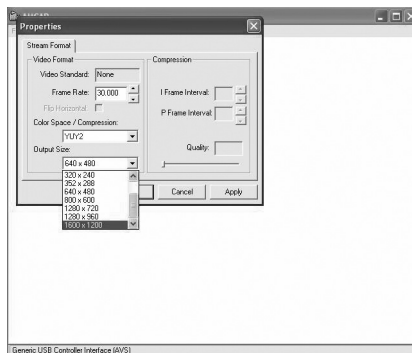 AMCAP
Properties
Stream Format
Video Format
Compression
Video Standard: None
Frame Rate: 30.000
Flip Horizontal:
Color Space / Compression:
YUY2
Output Size:
640 x 480
320 x 240
352 x 288
640 x 480
800 x 600
1280 x 720
1280 x 960
1600 x 1200
I Frame Interval:
P Frame Interval:
Quality:
Cancel
Apply
Generic USB Controller Interface (AVS)